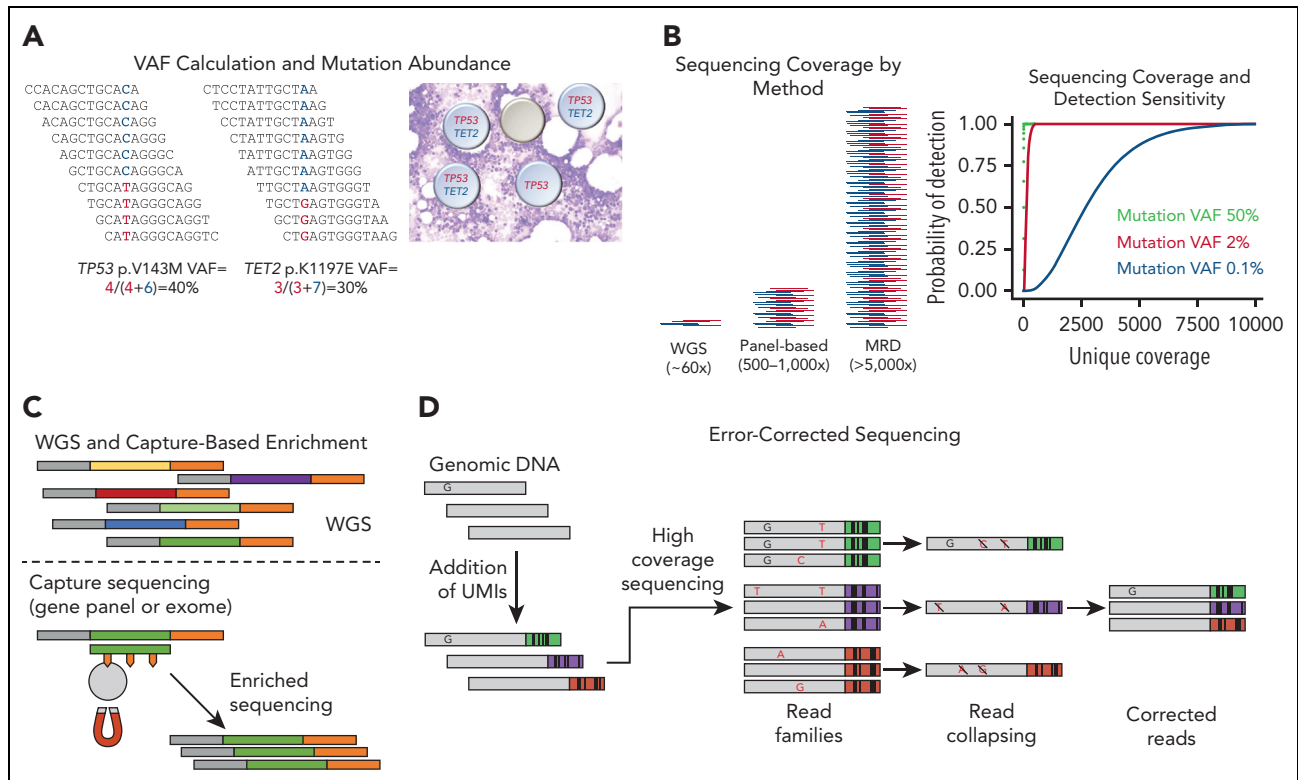 A
VAF Calculation and Mutation Abundance
CCACAGCTGCACA
CACAGCTGCACAG
ACAGCTGCACAGG
CAGCTGCACAGGG
AGCTGCACAGGGC
GCTGCACAGGGCA
CTGCATAGGGCAG
TGCATAGGGCAGG
GCATAGGGCAGGT
CATAGGGCAGGTC
TP53 p.V143M VAF=
4/(4+6)=40%
CTCCTATTGCTAA
TCCTATTGCTAAG
CCTATTGCTAAGT
CTATTGCTAAGTG
TATTGCTAAGTGG
ATTGCTAAGTGGG
TTGCTAAGTGGGT
TGCTGAGTGGGTA
GCTGAGTGGGTAA
CTGAGTGGGTAAG
TET2 p.K1197E VAF=
3/(3+7)=30%
TP53
TET2
TP53
TET2
TP53
TET2
TP53
B
Sequencing Coverage by
Method
WGS
(~60x)
Panel-based
(500–1,000x)
MRD
(>5,000x)
Sequencing Coverage and
Detection Sensitivity
Probability of detection
1.00
0.75
0.50
0.25
0.00
Mutation VAF 50%
Mutation VAF 2%
Mutation VAF 0.1%
0 2500 5000 7500 10000
Unique coverage
C
WGS and Capture-Based Enrichment
WGS
Capture sequencing
(gene panel or exome)
Enriched
sequencing
D
Error-Corrected Sequencing
Genomic DNA
G
Addition
of UMIs
G
High
coverage
sequencing
G T
G T
G C
T T
A
A
G
Read
families
G C T
T A
A G
Read
collapsing
G
Corrected
reads